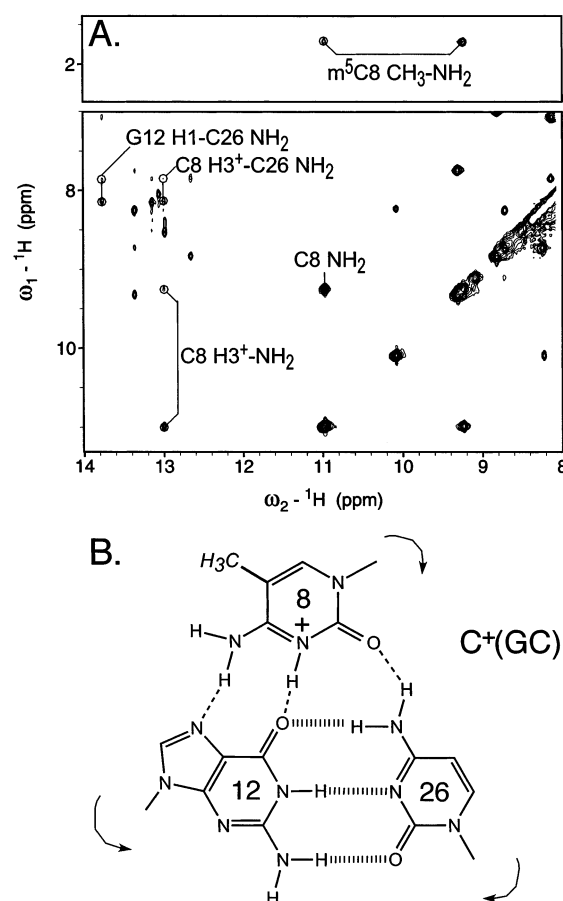 A.
2
m⁵C8 CH₃-NH₂
G12 H1-C26 NH₂
C8 H3⁺-C26 NH₂
8
C8 NH₂
10
C8 H3⁺-NH₂
ω₁ - ¹H (ppm)
14 13 12 11 10 9 8
ω₂ - ¹H (ppm)
B.
H₃C
N
8
+
H N N O
C⁺(GC)
H H H
N O H N
N 12 N H N 26
N N
N H O
H